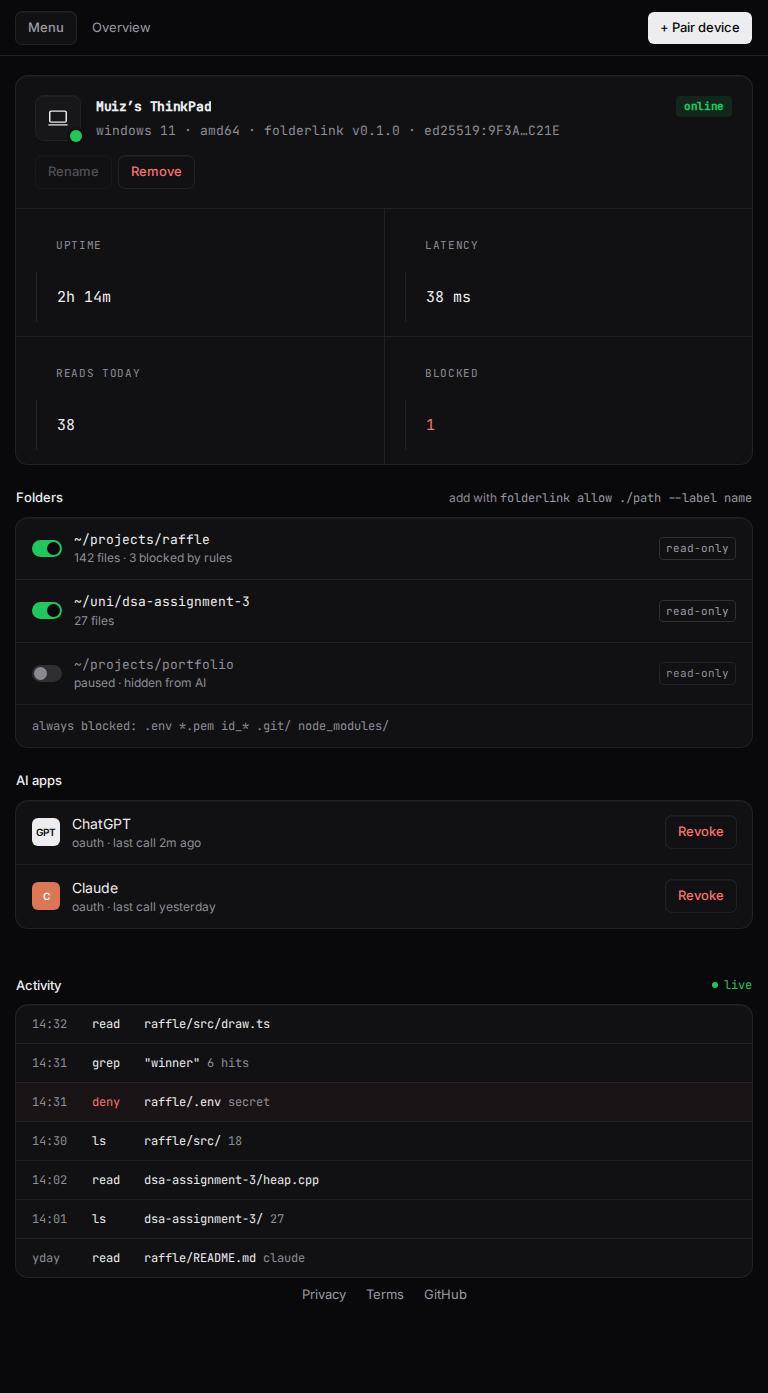 Menu Overview + Pair device
Muiz’s ThinkPad online
windows 11 · amd64 · folderlink v0.1.0 · ed25519:9F3A…C21E
Rename Remove
UPTIME LATENCY
2h 14m 38 ms
READS TODAY BLOCKED
38 1
Folders add with folderlink allow ./path --label name
~/projects/raffle read-only
142 files · 3 blocked by rules
~/uni/dsa-assignment-3 read-only
27 files
~/projects/portfolio read-only
paused · hidden from AI
always blocked: .env *.pem id_* .git/ node_modules/
AI apps
GPT ChatGPT Revoke
oauth · last call 2m ago
C Claude Revoke
oauth · last call yesterday
Activity live
14:32 read raffle/src/draw.ts
14:31 grep "winner" 6 hits
14:31 deny raffle/.env secret
14:30 ls raffle/src/ 18
14:02 read dsa-assignment-3/heap.cpp
14:01 ls dsa-assignment-3/ 27
yday read raffle/README.md claude
Privacy Terms GitHub